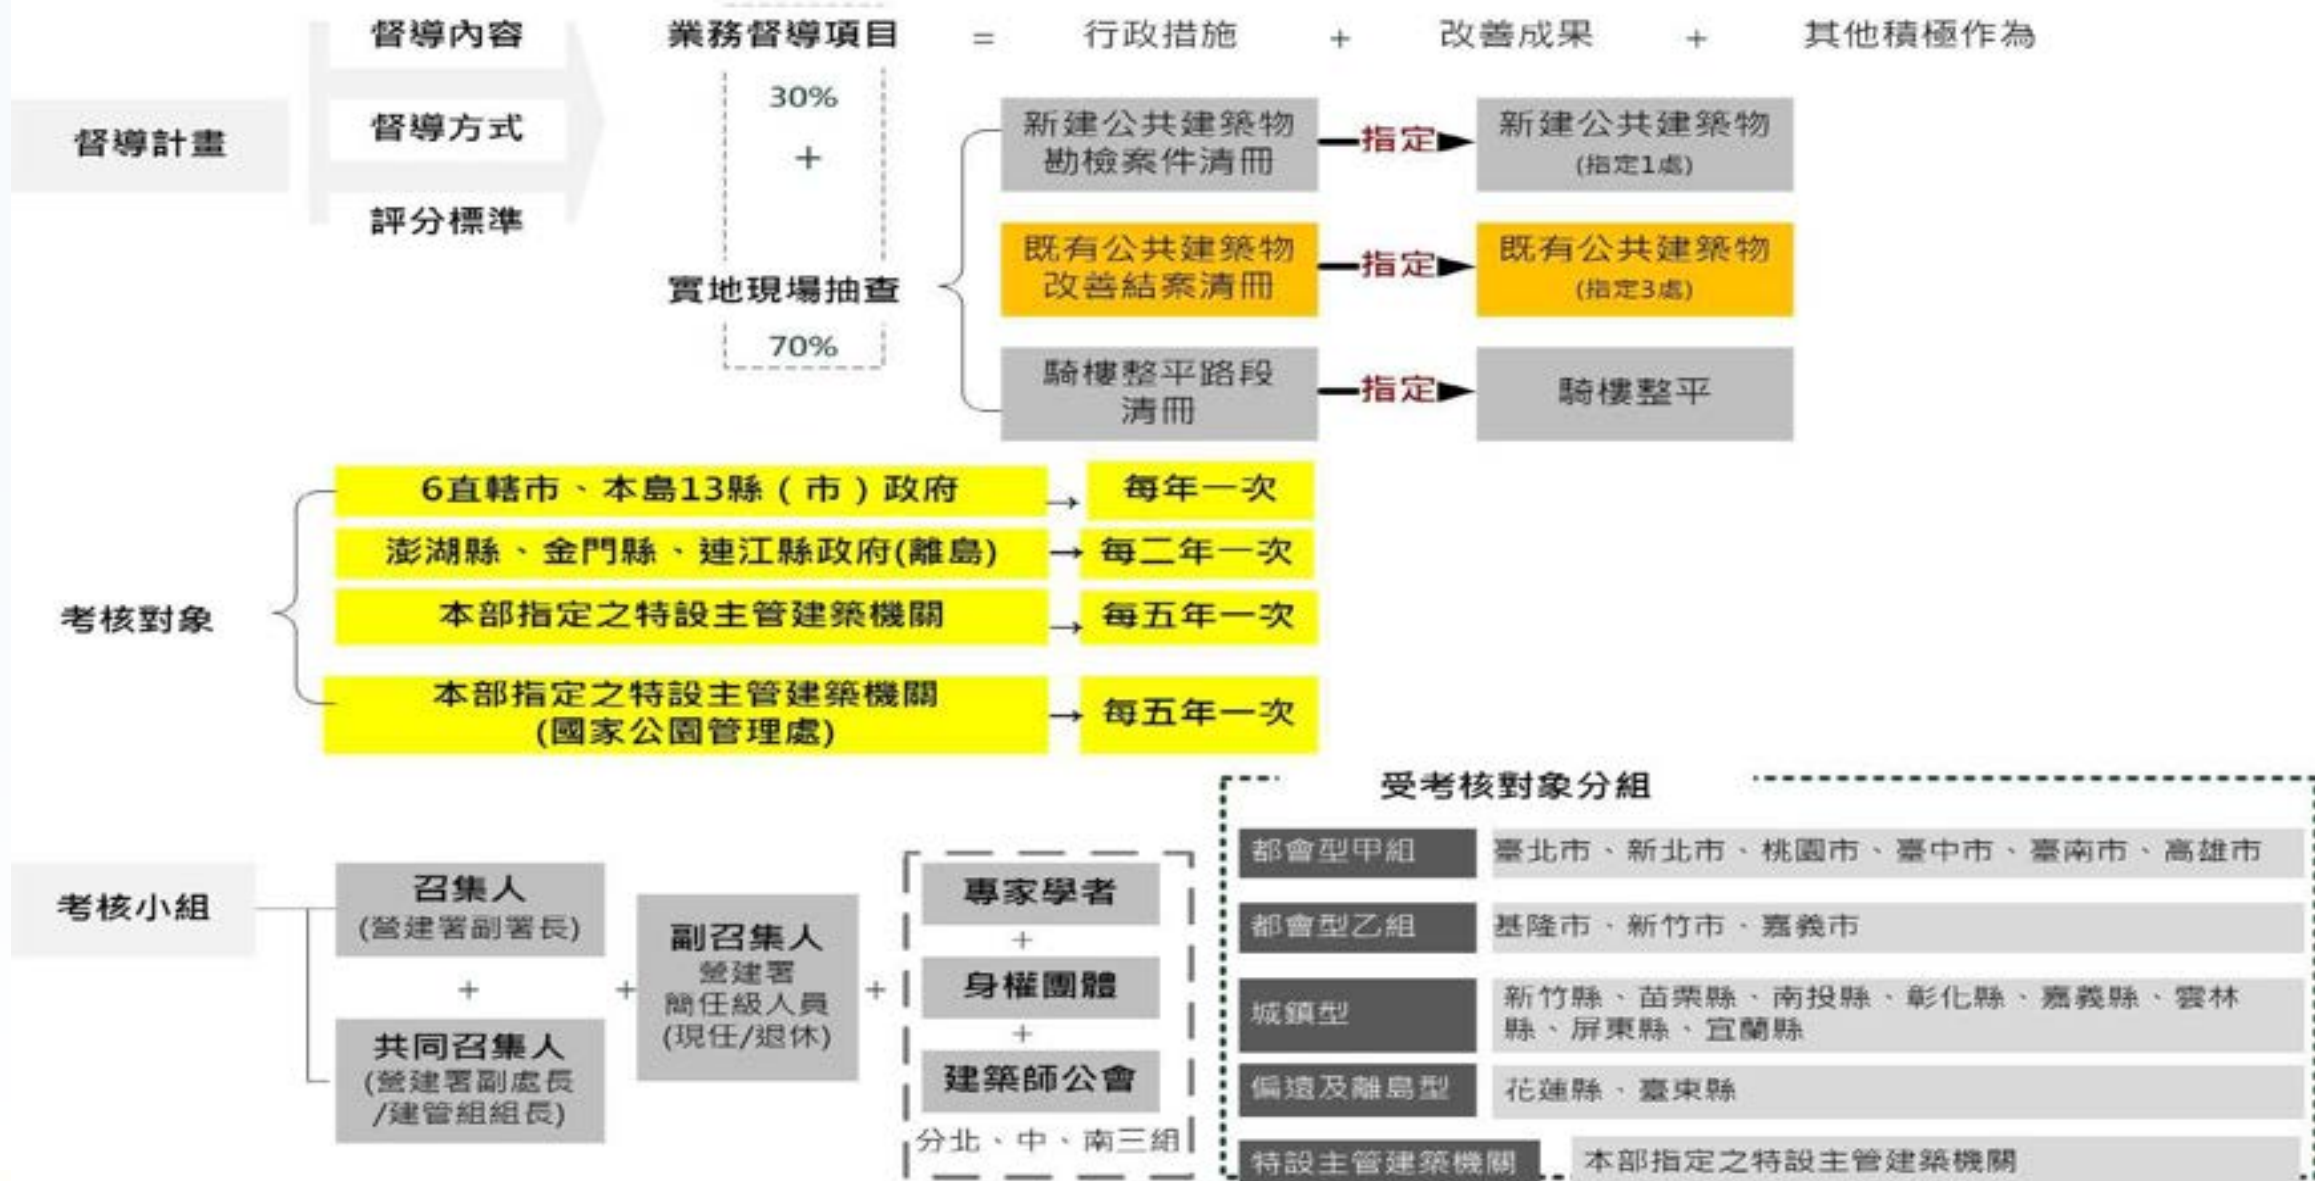 督導計畫
督導內容
督導方式
評分標準
業務督導項目 = 行政措施 + 改善成果 + 其他積極作為
30%
+
實地現場抽查
70%
新建公共建築物
勘檢案件清冊
指定
新建公共建築物
(指定1處)
既有公共建築物
改善結案清冊
指定
既有公共建築物
(指定3處)
騎樓整平路段
清冊
指定
騎樓整平
考核對象
6直轄市、本島13縣(市)政府
→
每年一次
澎湖縣、金門縣、連江縣政府(離島)
→
每二年一次
本部指定之特設主管建築機關
→
每五年一次
本部指定之特設主管建築機關
(國家公園管理處)
→
每五年一次
考核小組
召集人
(營建署副署長)
+
共同召集人
(營建署副處長
/建管組組長)
+
副召集人
營建署
簡任級人員
(現任/退休)
+
專家學者
+
身權團體
+
建築師公會
分北、中、南三組
受考核對象分組
都會型甲組
臺北市、新北市、桃園市、臺中市、臺南市、高雄市
都會型乙組
基隆市、新竹市、嘉義市
城鎮型
新竹縣、苗栗縣、南投縣、彰化縣、嘉義縣、雲林
縣、屏東縣、宜蘭縣
偏遠及離島型
花蓮縣、臺東縣
特設主管建築機關
本部指定之特設主管建築機關